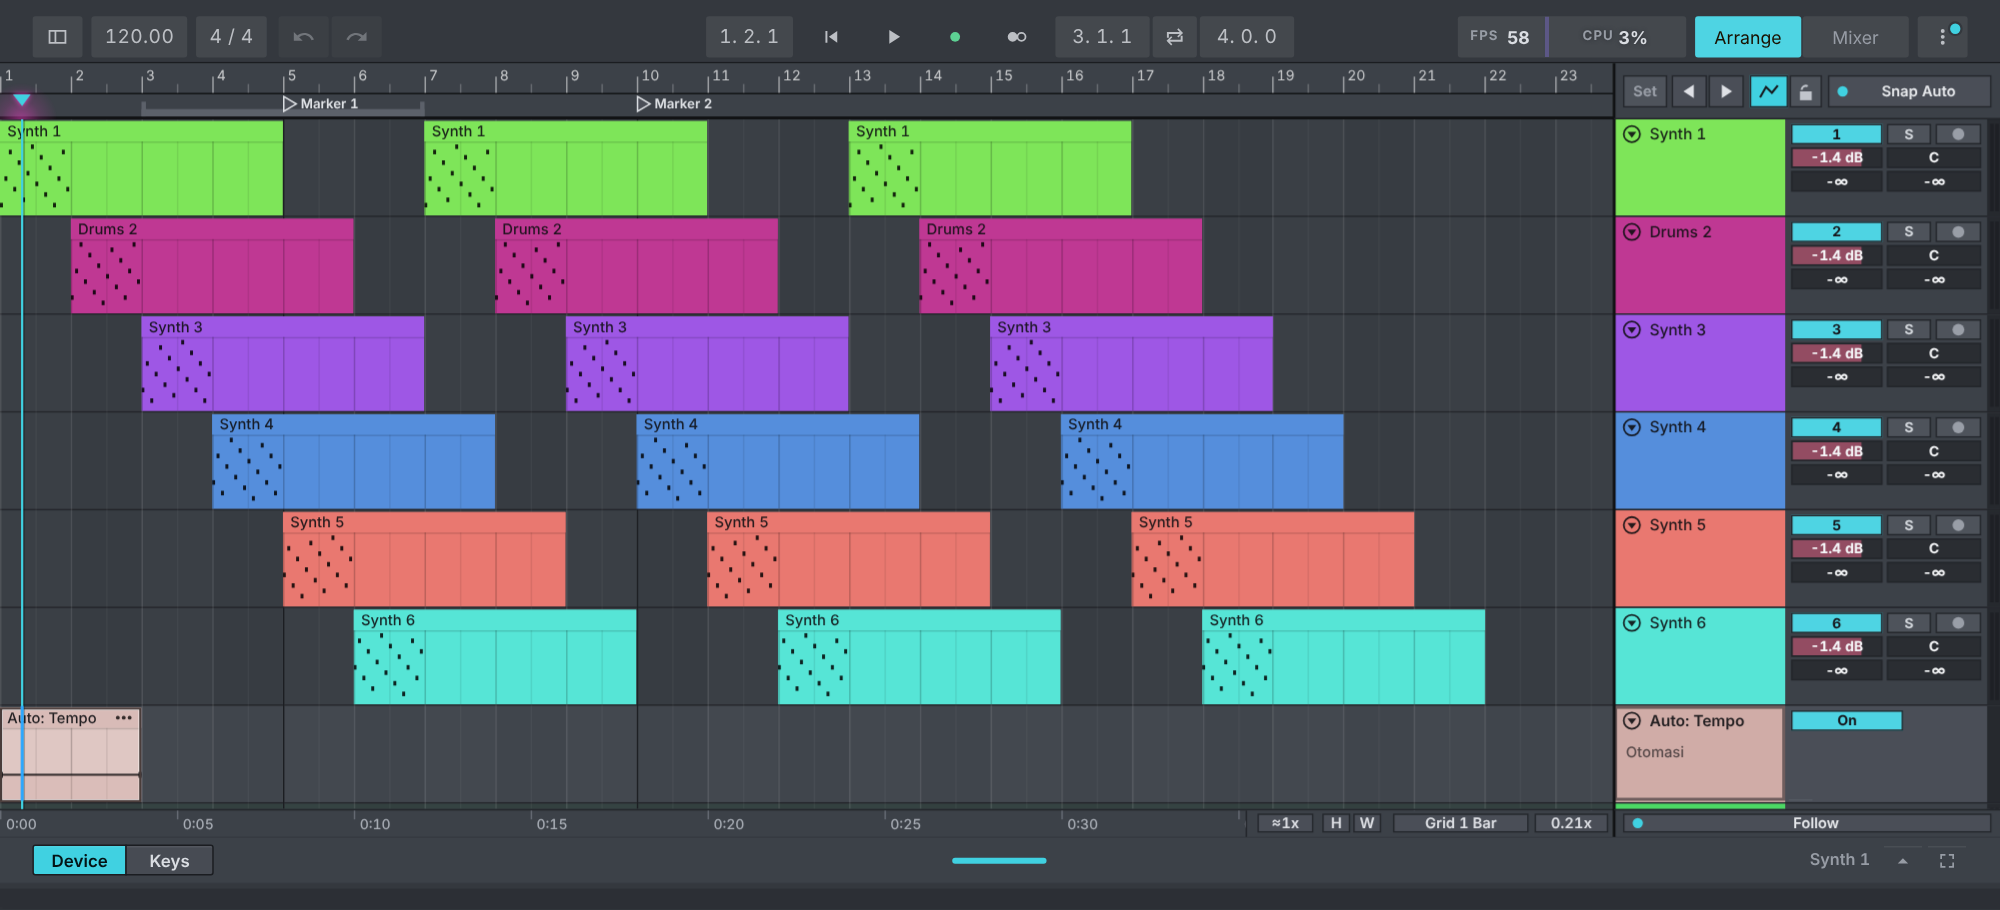 120.00
4 / 4
1. 2. 1
3. 1. 1
4. 0. 0
FPS 58
CPU 3%
Arrange
Mixer
1 2 3 4 5 6 7 8 9 10 11 12 13 14 15 16 17 18 19 20 21 22 23
Marker 1
Marker 2
Set
Snap Auto
Synth 1 Synth 1 Synth 1
Synth 1
1 S
-1.4 dB C
-∞ -∞
Drums 2 Drums 2 Drums 2
Drums 2
2 S
-1.4 dB C
-∞ -∞
Synth 3 Synth 3 Synth 3
Synth 3
3 S
-1.4 dB C
-∞ -∞
Synth 4 Synth 4 Synth 4
Synth 4
4 S
-1.4 dB C
-∞ -∞
Synth 5 Synth 5 Synth 5
Synth 5
5 S
-1.4 dB C
-∞ -∞
Synth 6 Synth 6 Synth 6
Synth 6
6 S
-1.4 dB C
-∞ -∞
Auto: Tempo
Auto: Tempo
On
Otomasi
0:00 0:05 0:10 0:15 0:20 0:25 0:30
≈1x
H W
Grid 1 Bar
0.21x
Follow
Device Keys
Synth 1